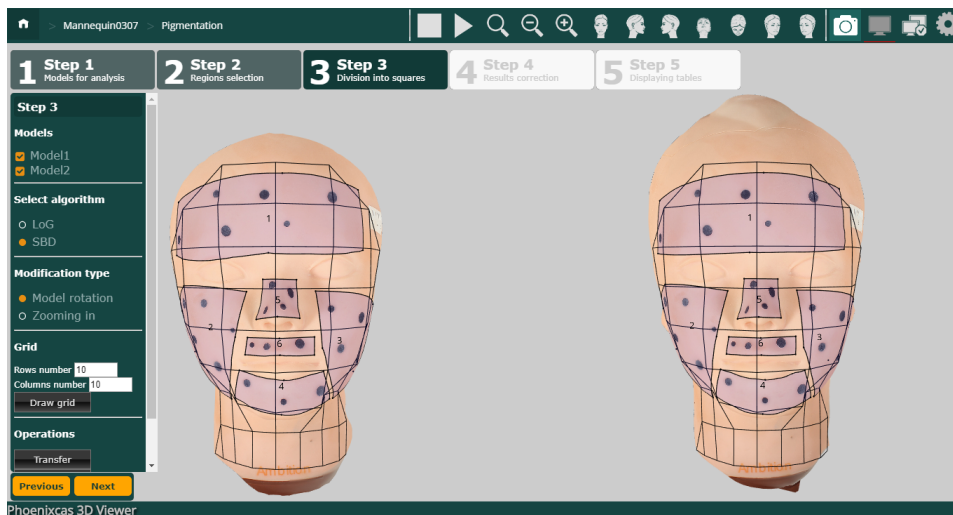 > Mannequin0307 > Pigmentation
1 Step 1
Models for analysis
2 Step 2
Regions selection
3 Step 3
Division into squares
4 Step 4
Results correction
5 Step 5
Displaying tables
Step 3
Models
Model1
Model2
Select algorithm
LoG
SBD
Modification type
Model rotation
Zooming in
Grid
Rows number 10
Columns number 10
Draw grid
Operations
Transfer
Previous Next
1
2
5
3
6
4
Ambikon
1
2
5
3
6
4
Phoenixcas 3D Viewer